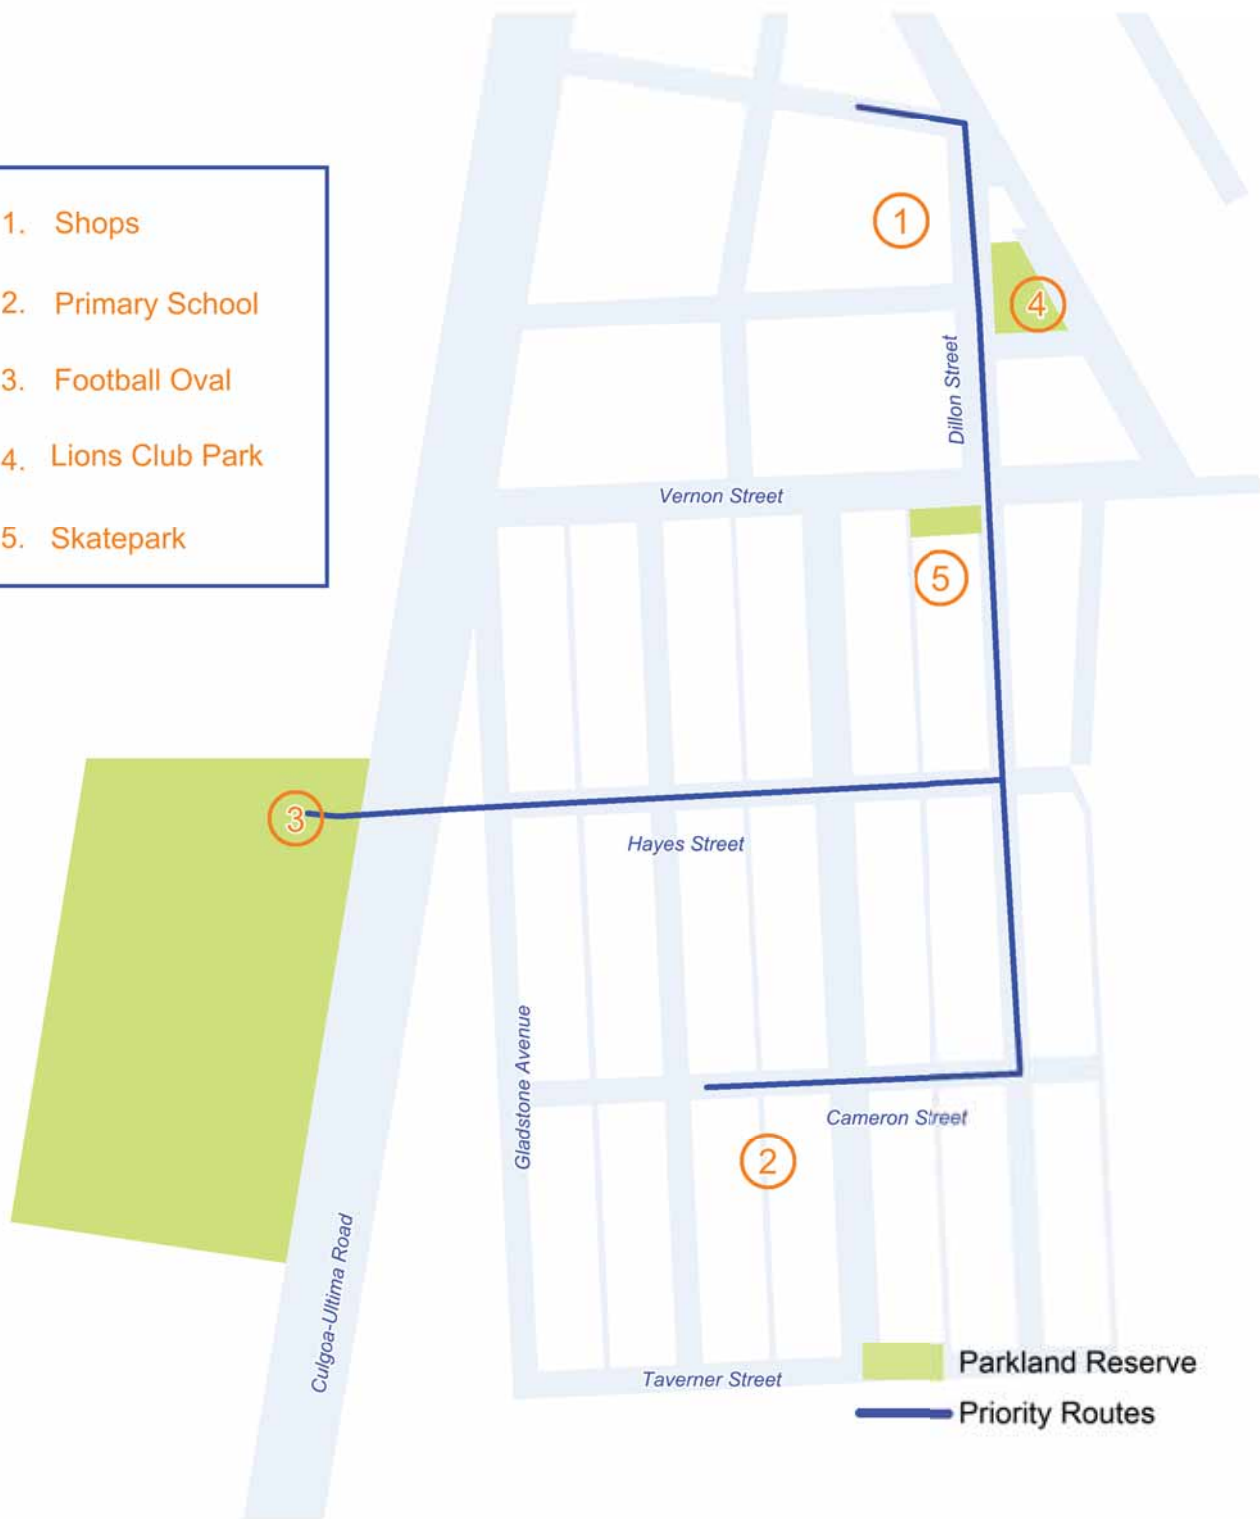 1. Shops
2. Primary School
3. Football Oval
4. Lions Club Park
5. Skatepark
1
4
Dillon Street
Vernon Street
5
3
Hayes Street
Gladstone Avenue
Cameron Street
2
Culgoa-Ultima Road
Taverner Street
Parkland Reserve
Priority Routes